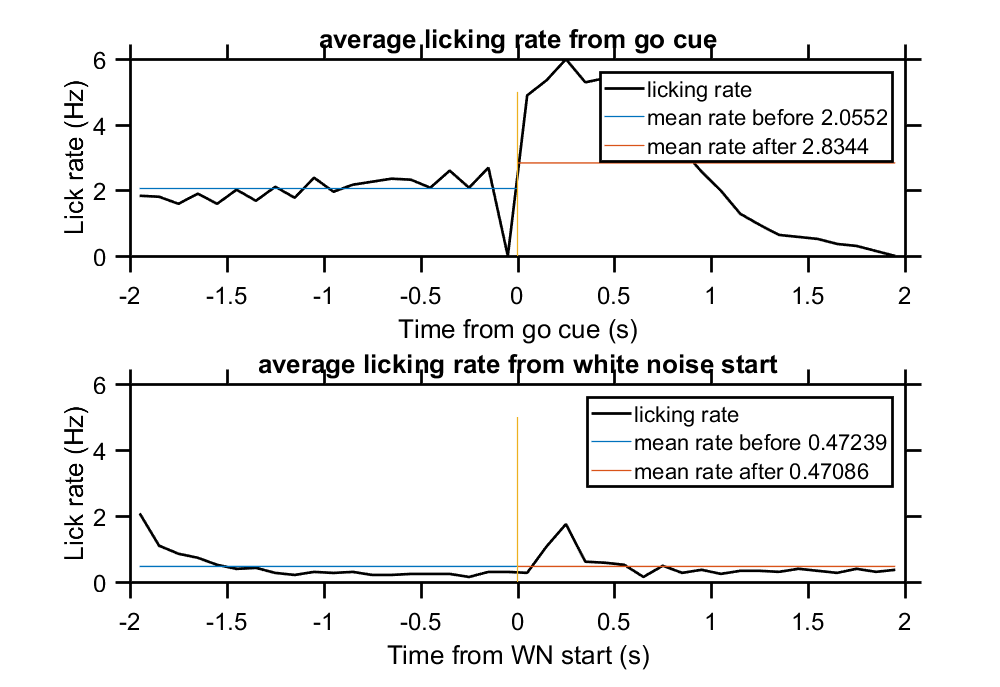 average licking rate from go cue
6
4
2
0
Lick rate (Hz)
licking rate
mean rate before 2.0552
mean rate after 2.8344
-2 -1.5 -1 -0.5 0 0.5 1 1.5 2
Time from go cue (s)
average licking rate from white noise start
6
4
2
0
Lick rate (Hz)
licking rate
mean rate before 0.47239
mean rate after 0.47086
-2 -1.5 -1 -0.5 0 0.5 1 1.5 2
Time from WN start (s)